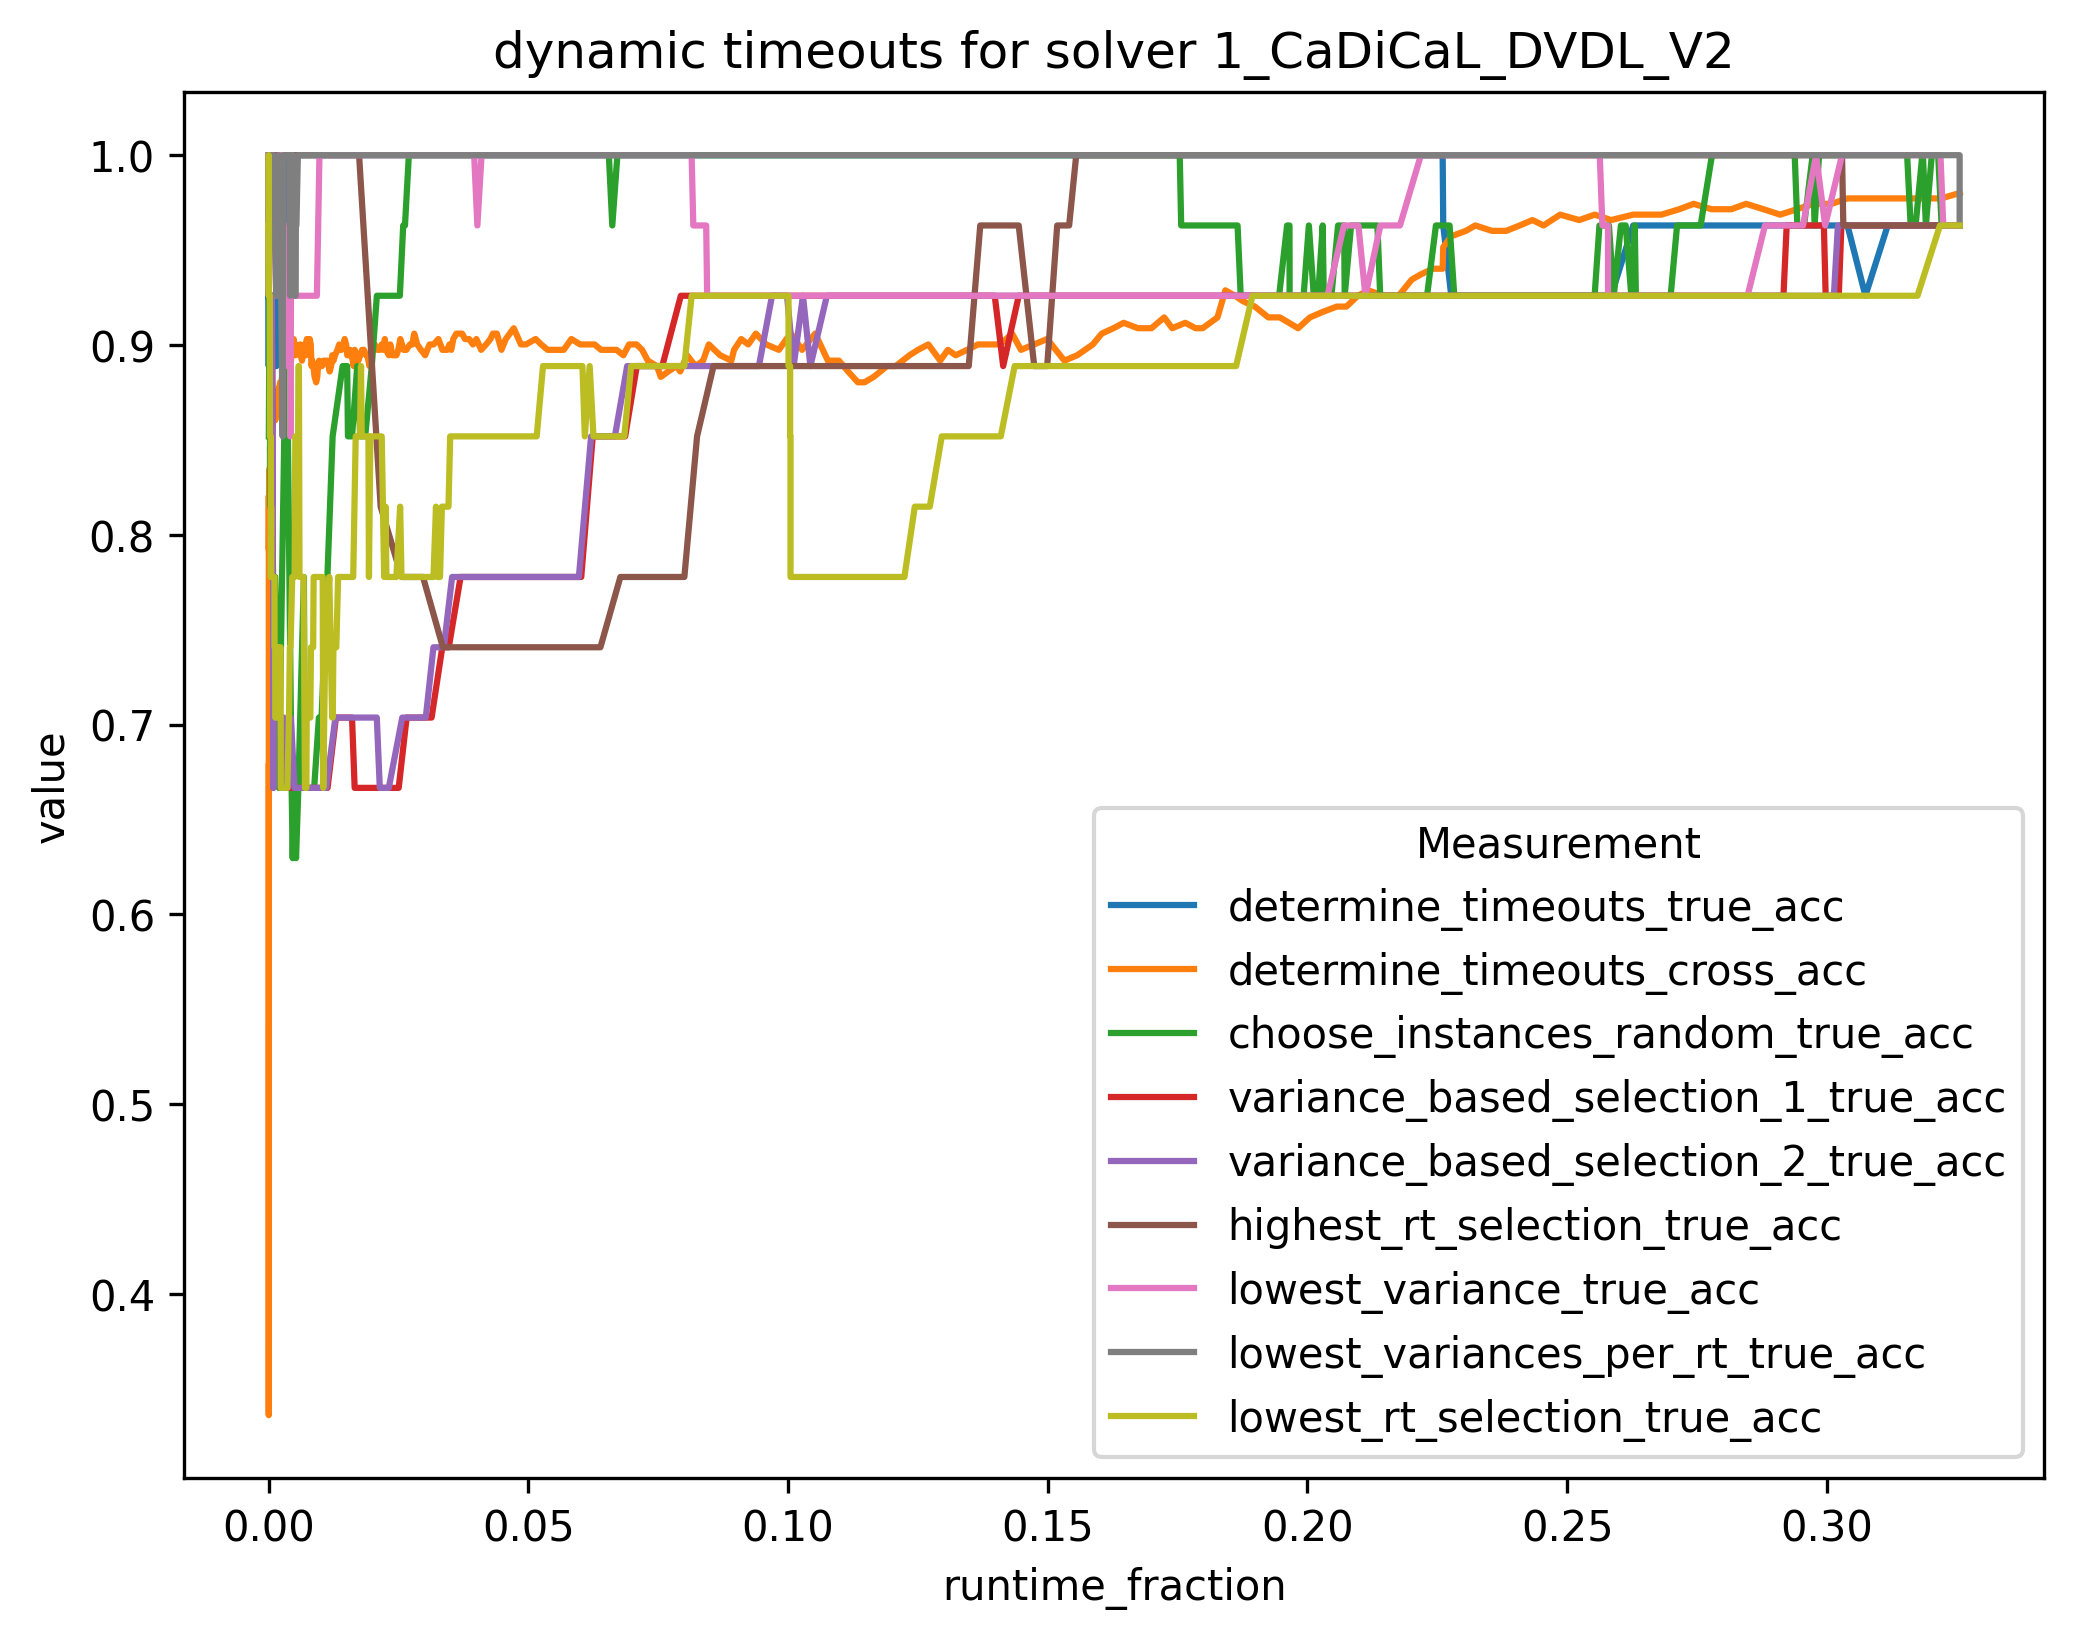 dynamic timeouts for solver 1_CaDiCaL_DVDL_V2
1.0
0.9
0.8
0.7
0.6
0.5
0.4
value
Measurement
determine_timeouts_true_acc
determine_timeouts_cross_acc
choose_instances_random_true_acc
variance_based_selection_1_true_acc
variance_based_selection_2_true_acc
highest_rt_selection_true_acc
lowest_variance_true_acc
lowest_variances_per_rt_true_acc
lowest_rt_selection_true_acc
0.00 0.05 0.10 0.15 0.20 0.25 0.30
runtime_fraction